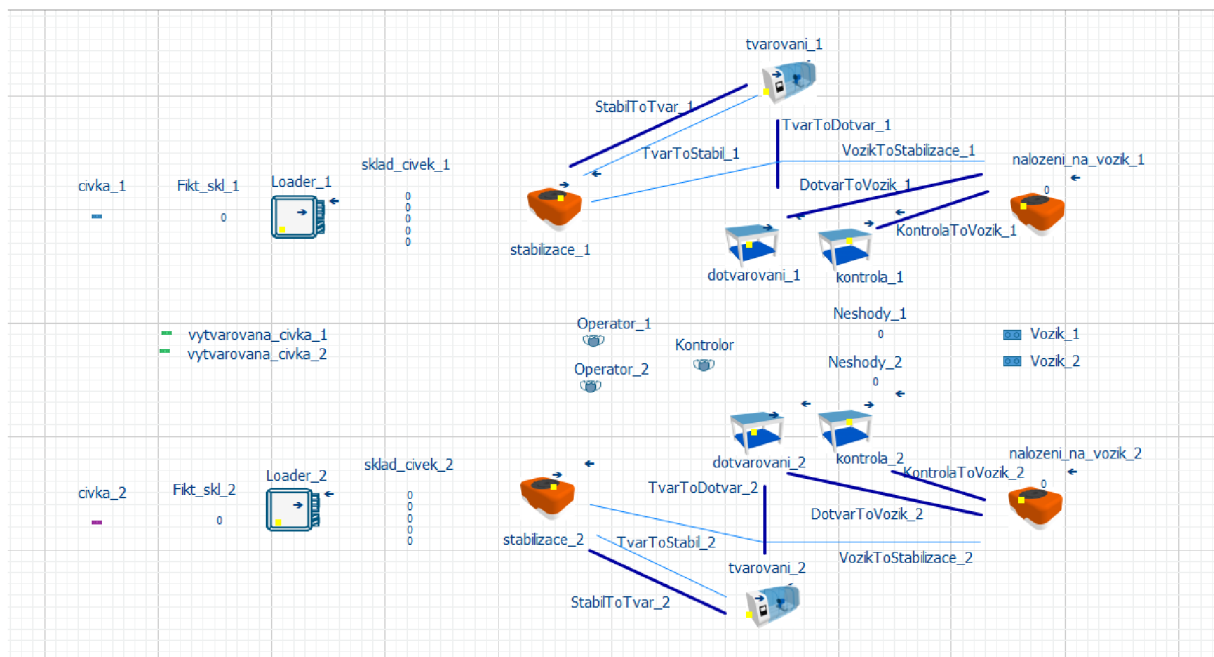 tvarovani_1
StabilToTvar_1
TvarToDotvar_1
TvarToStabil_1
VozikToStabilizace_1
sklad_civek_1
nalozeni_na_vozik_1
civka_1
Fikt_skl_1
Loader_1
DotvarToVozik_1
0
0
0
0
0
0
0
KontrolaToVozik_1
stabilizace_1
dotvarovani_1
kontrola_1
Neshody_1
0
Operator_1
vytvarovana_civka_1
vytvarovana_civka_2
Kontrolor
Vozik_1
Neshody_2
0
Vozik_2
Operator_2
dotvarovani_2
kontrola_2
nalozeni_na_vozik_2
sklad_civek_2
KontrolaToVozik_2
0
Loader_2
civka_2
Fikt_skl_2
TvarToDotvar_2
0
0
0
0
0
0
DotvarToVozik_2
stabilizace_2
TvarToStabi_2
VozikToStabilizace_2
tvarovani_2
StabilToTvar_2